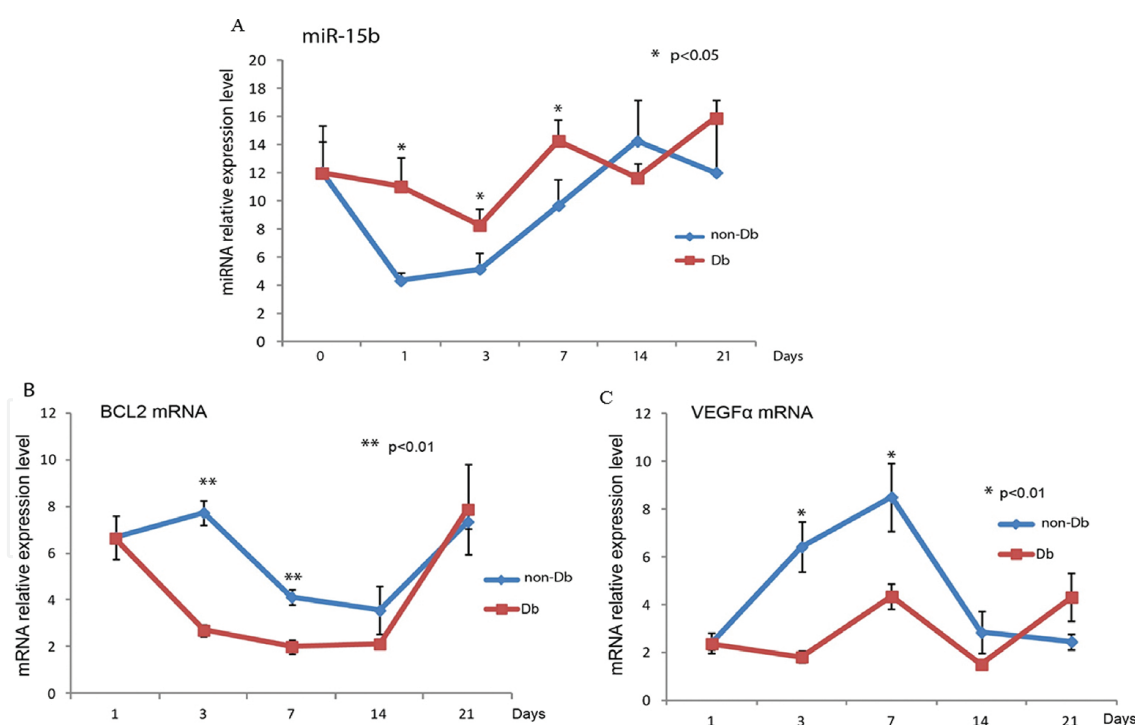 A
miR-15b
* p<0.05
miRNA relative expression level
20
18
16
14
12
10
8
6
4
2
0
*
*
*
non-Db
Db
0 1 3 7 14 21 Days
B
BCL2 mRNA
** p<0.01
mRNA relative expression level
12
10
8
6
4
2
0
**
**
non-Db
Db
1 3 7 14 21 Days
C
VEGFα mRNA
* p<0.01
mRNA relative expression level
12
10
8
6
4
2
0
*
*
non-Db
Db
1 3 7 14 21 Days